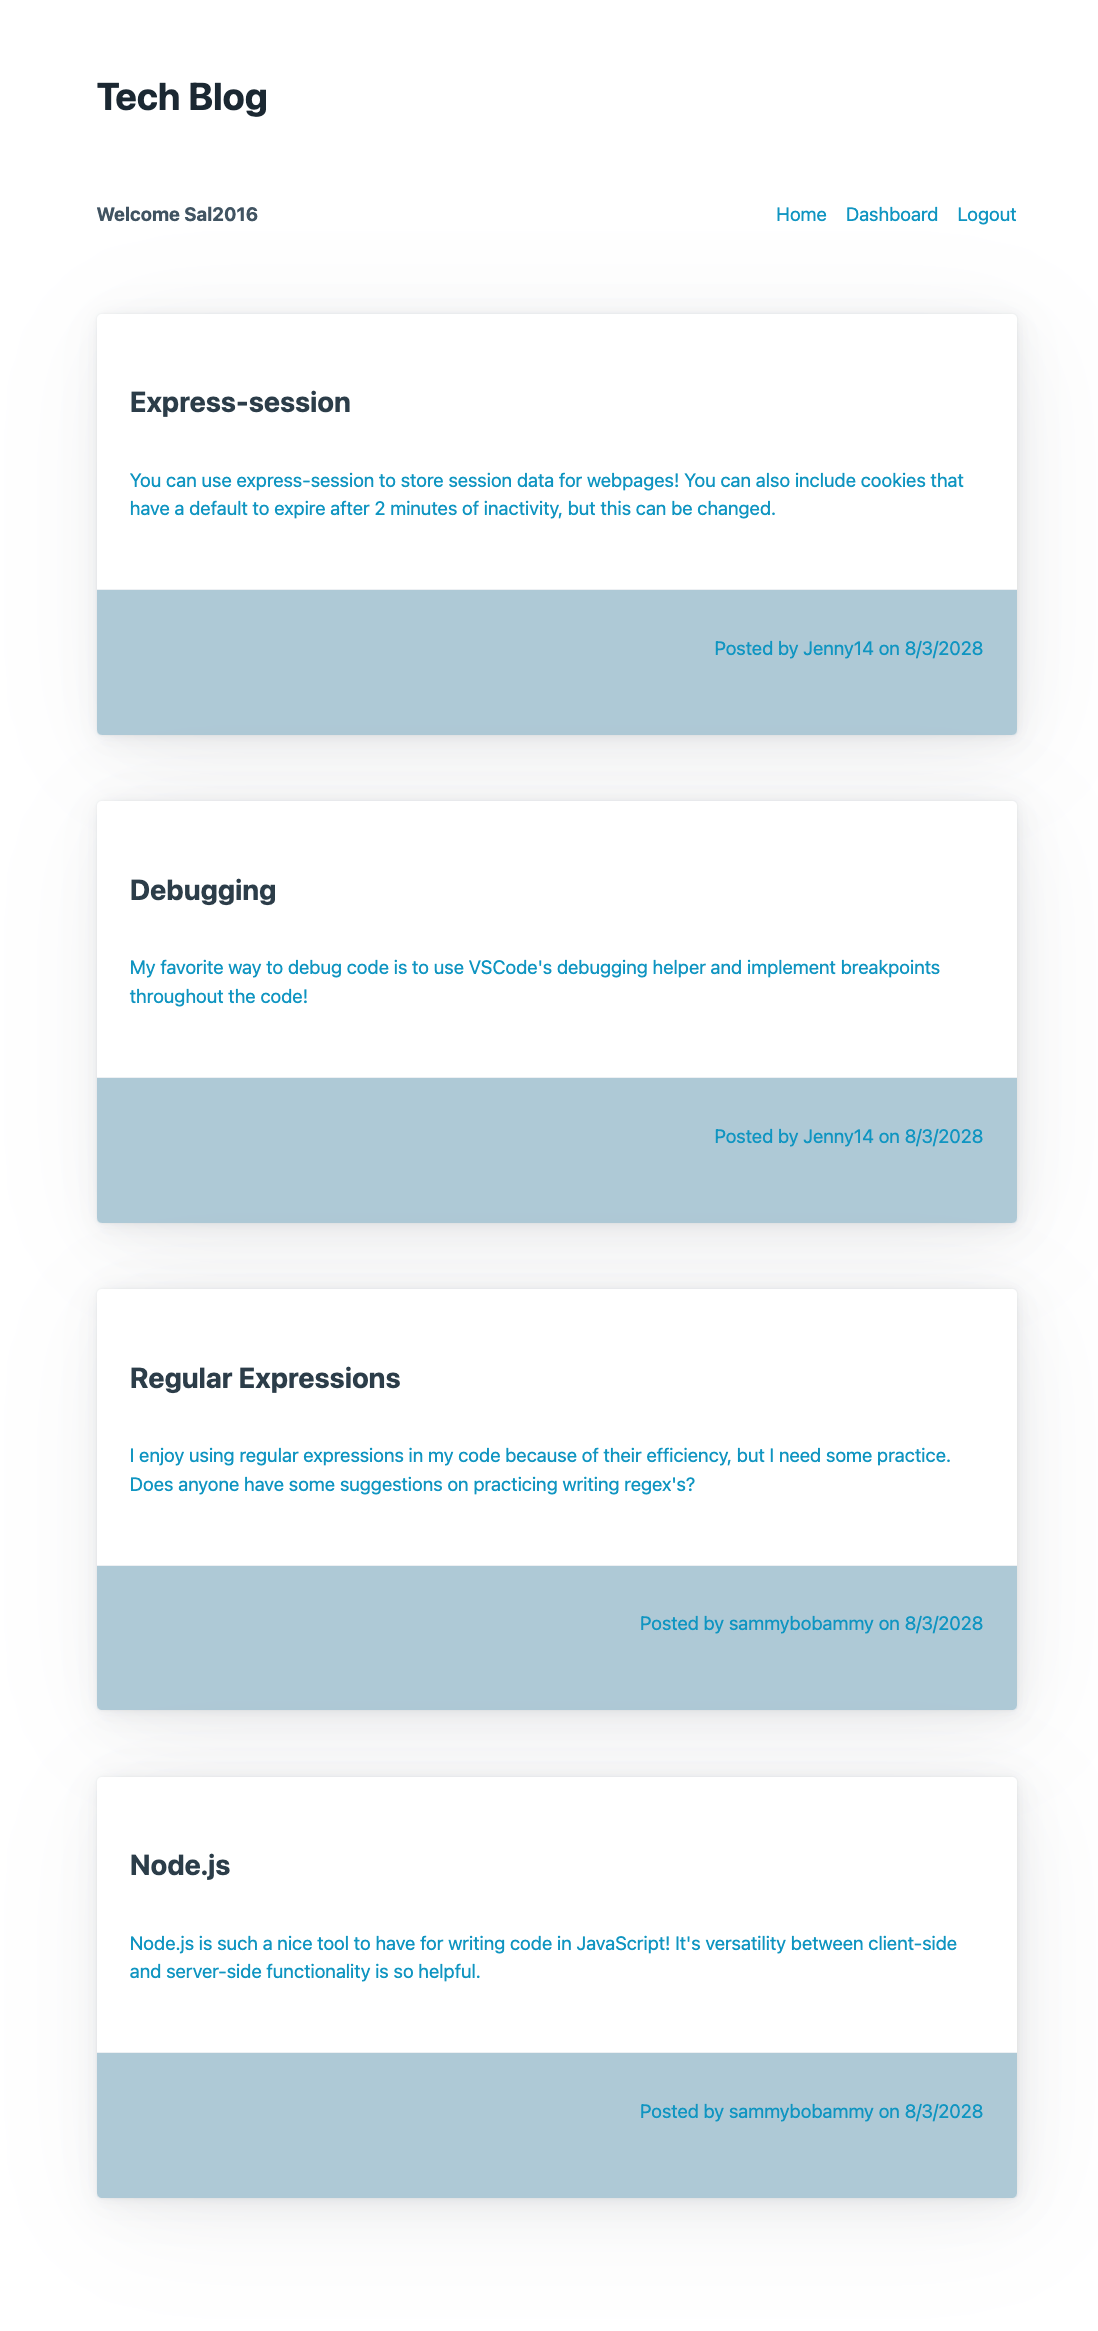 Tech Blog
Welcome Sal2016
Home Dashboard Logout
Express-session
You can use express-session to store session data for webpages! You can also include cookies that
have a default to expire after 2 minutes of inactivity, but this can be changed.
Posted by Jenny14 on 8/3/2028
Debugging
My favorite way to debug code is to use VSCode's debugging helper and implement breakpoints
throughout the code!
Posted by Jenny14 on 8/3/2028
Regular Expressions
I enjoy using regular expressions in my code because of their efficiency, but I need some practice.
Does anyone have some suggestions on practicing writing regex's?
Posted by sammybobammy on 8/3/2028
Node.js
Node.js is such a nice tool to have for writing code in JavaScript! It's versatility between client-side
and server-side functionality is so helpful.
Posted by sammybobammy on 8/3/2028